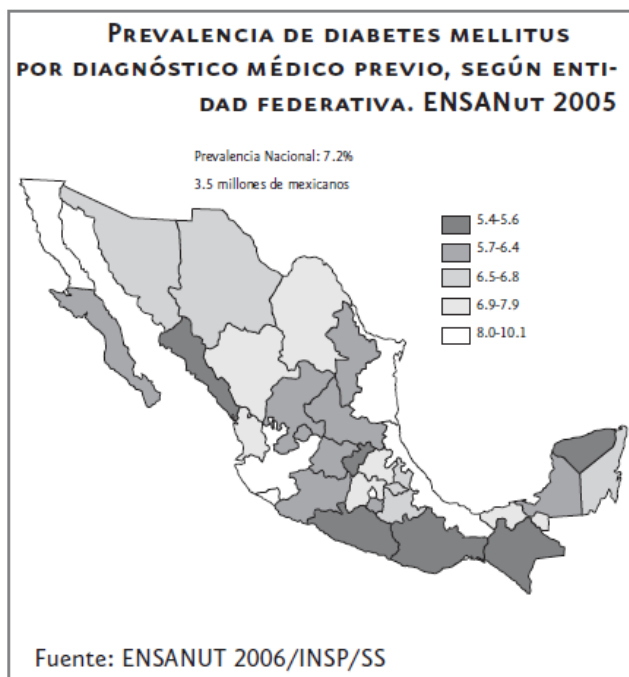 PREVALENCIA DE DIABETES MELLITUS
POR DIAGNÓSTICO MÉDICO PREVIO, SEGÚN ENTI-
DAD FEDERATIVA. ENSANUT 2005
Prevalencia Nacional: 7.2%
3.5 millones de mexicanos
5.4-5.6
5.7-6.4
6.5-6.8
6.9-7.9
8.0-10.1
Fuente: ENSANUT 2006/INSP/SS